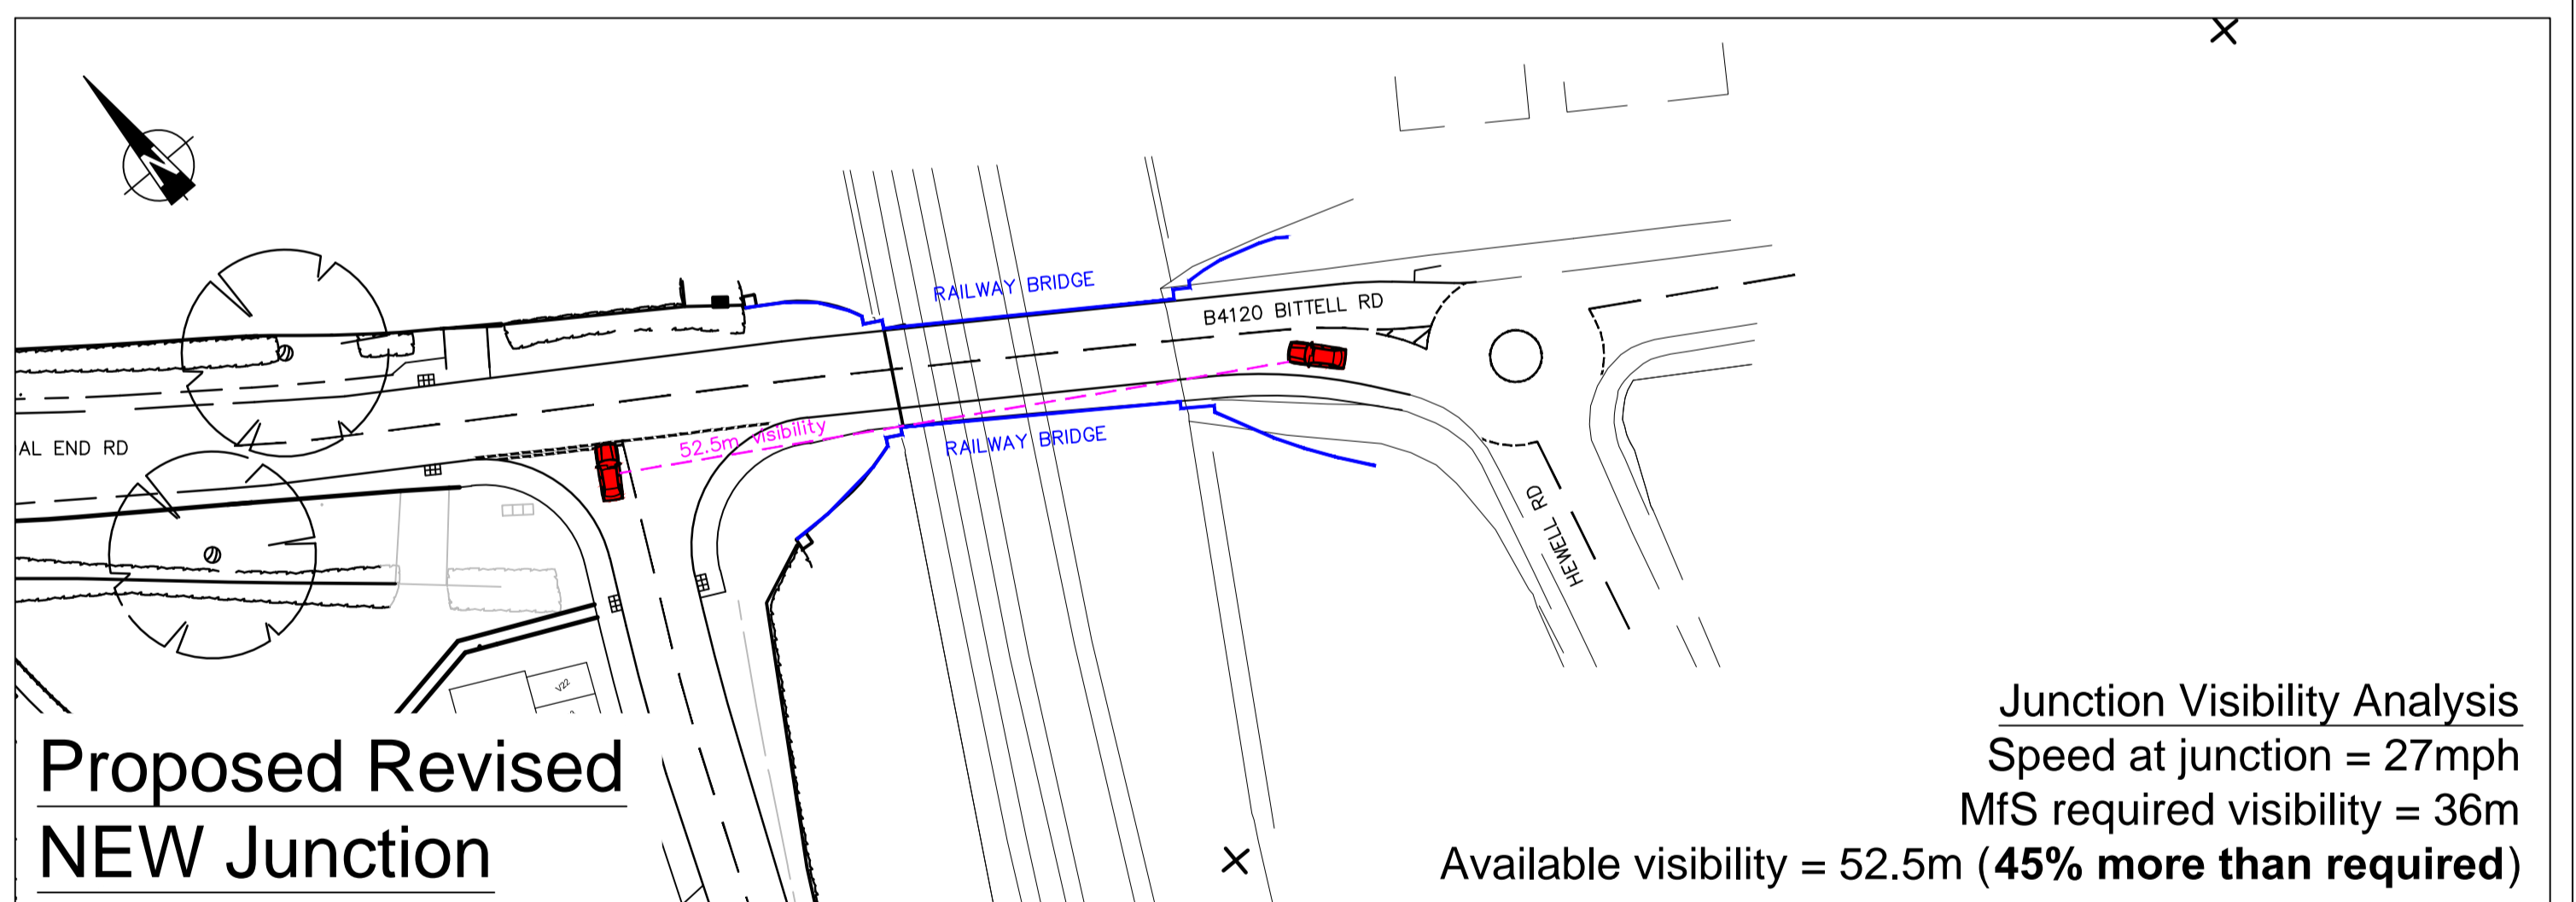 N
RAILWAY BRIDGE
B4120 BITTELL RD
AL END RD
52.5m visibility
RAILWAY BRIDGE
HEWELL RD
V22
Proposed Revised
NEW Junction
Junction Visibility Analysis
Speed at junction = 27mph
MfS required visibility = 36m
Available visibility = 52.5m (45% more than required)